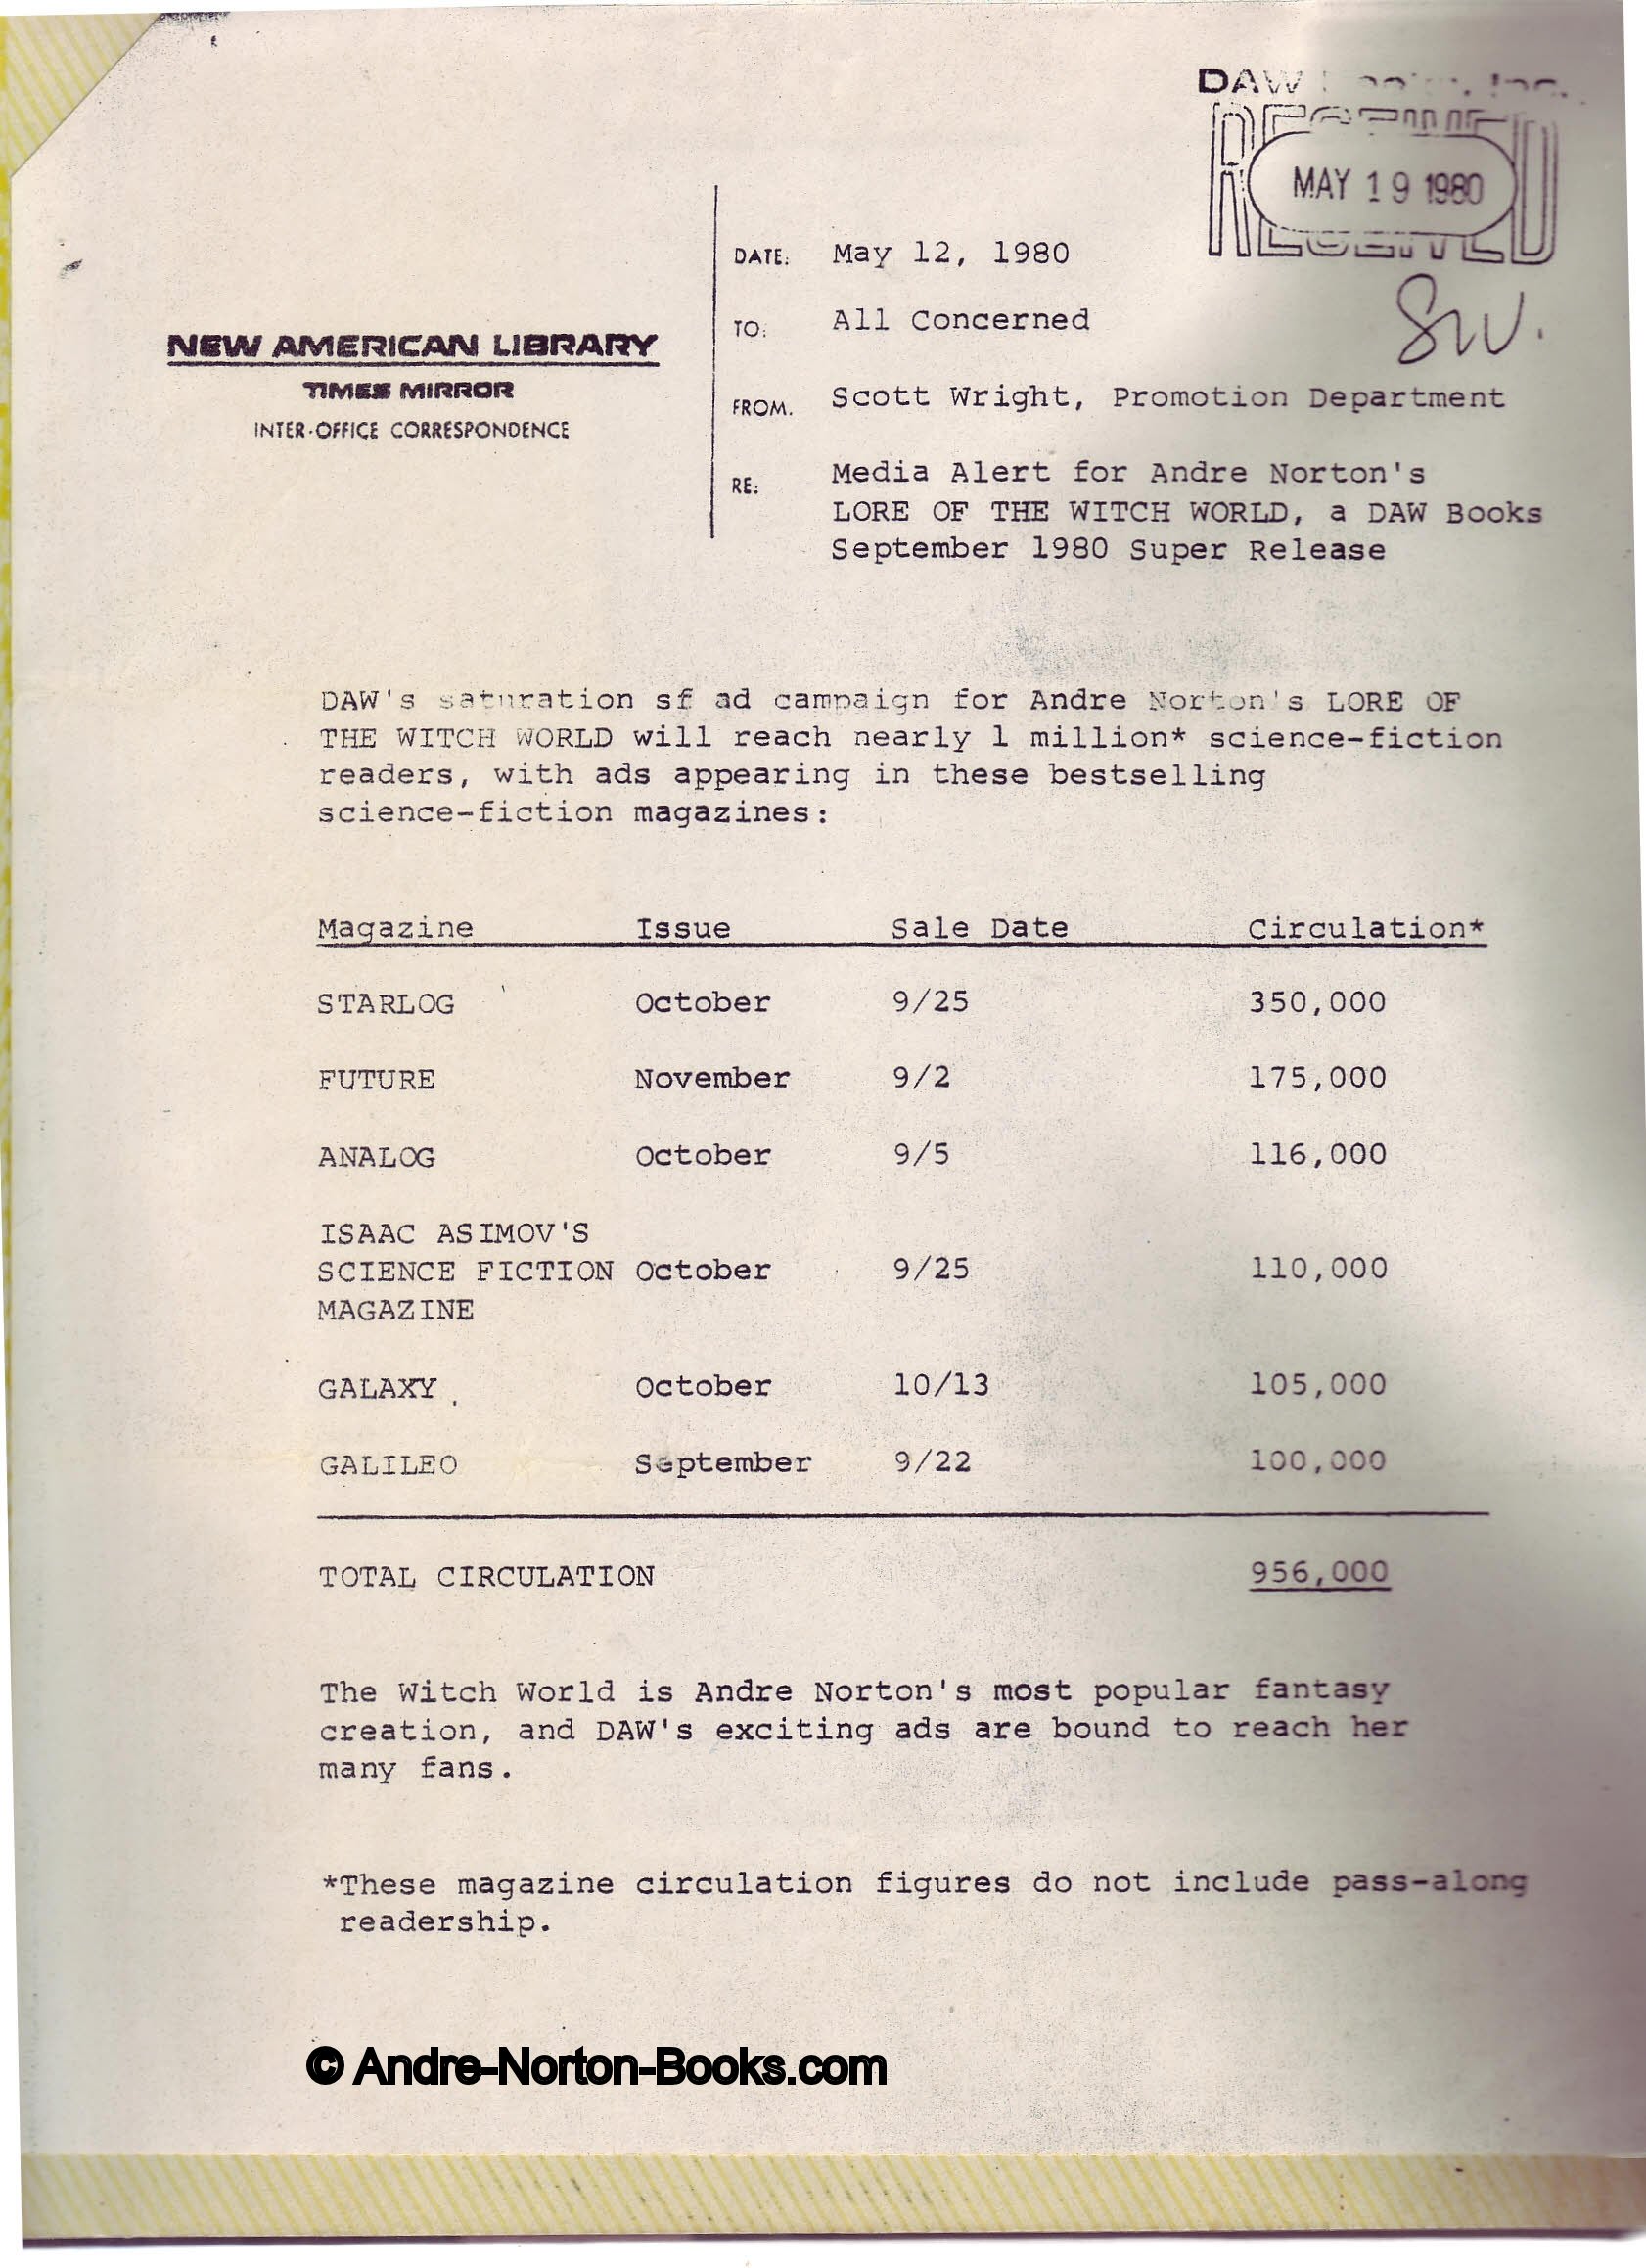 DAW
RECEIVED
MAY 19 1980
SW.
NEW AMERICAN LIBRARY
TIMES MIRROR
INTER-OFFICE CORRESPONDENCE
DATE: May 12, 1980
TO: All Concerned
FROM. Scott Wright, Promotion Department
RE: Media Alert for Andre Norton's
LORE OF THE WITCH WORLD, a DAW Books
September 1980 Super Release
DAW's saturation sf ad campaign for Andre Norton's LORE OF
THE WITCH WORLD will reach nearly 1 million* science-fiction
readers, with ads appearing in these bestselling
science-fiction magazines:
Magazine Issue Sale Date Circulation*
STARLOG October 9/25 350,000
FUTURE November 9/2 175,000
ANALOG October 9/5 116,000
ISAAC ASIMOV'S
SCIENCE FICTION October 9/25 110,000
MAGAZINE
GALAXY October 10/13 105,000
GALILEO September 9/22 100,000
TOTAL CIRCULATION 956,000
The Witch World is Andre Norton's most popular fantasy
creation, and DAW's exciting ads are bound to reach her
many fans.
*These magazine circulation figures do not include pass-along
readership.
© Andre-Norton-Books.com